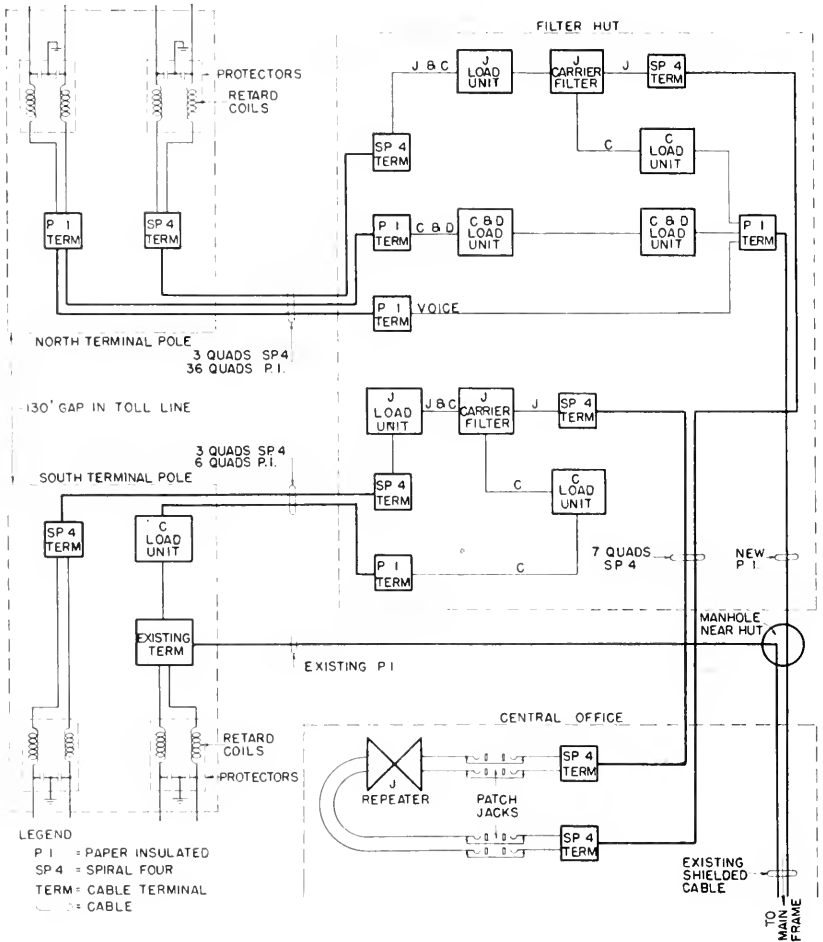 FILTER HUT
PROTECTORS
RETARD
COILS
J & C
J
LOAD
UNIT
J
CARRIER
FILTER
J
SP 4
TERM
SP 4
TERM
C
C
LOAD
UNIT
P 1
TERM
SP 4
TERM
P 1
TERM
C & D
C & D
LOAD
UNIT
C & D
LOAD
UNIT
P 1
TERM
P 1
TERM
VOICE
NORTH TERMINAL POLE
3 QUADS SP4
36 QUADS P.I.
130' GAP IN TOLL LINE
J
LOAD
UNIT
J&C
J
CARRIER
FILTER
J
SP 4
TERM
3 QUADS SP4
6 QUADS P.I.
SOUTH TERMINAL POLE
SP 4
TERM
C
C
LOAD
UNIT
SP 4
TERM
C
LOAD
UNIT
P 1
TERM
C
7 QUADS
SP 4
NEW
P I.
EXISTING
TERM
MANHOLE
NEAR HUT
EXISTING P I
CENTRAL OFFICE
RETARD
COILS
PROTECTORS
J
REPEATER
PATCH
JACKS
SP 4
TERM
SP 4
TERM
EXISTING
SHIELDED
CABLE
TO
MAIN
FRAME
LEGEND
P I = PAPER INSULATED
SP 4 = SPIRAL FOUR
TERM = CABLE TERMINAL
= CABLE